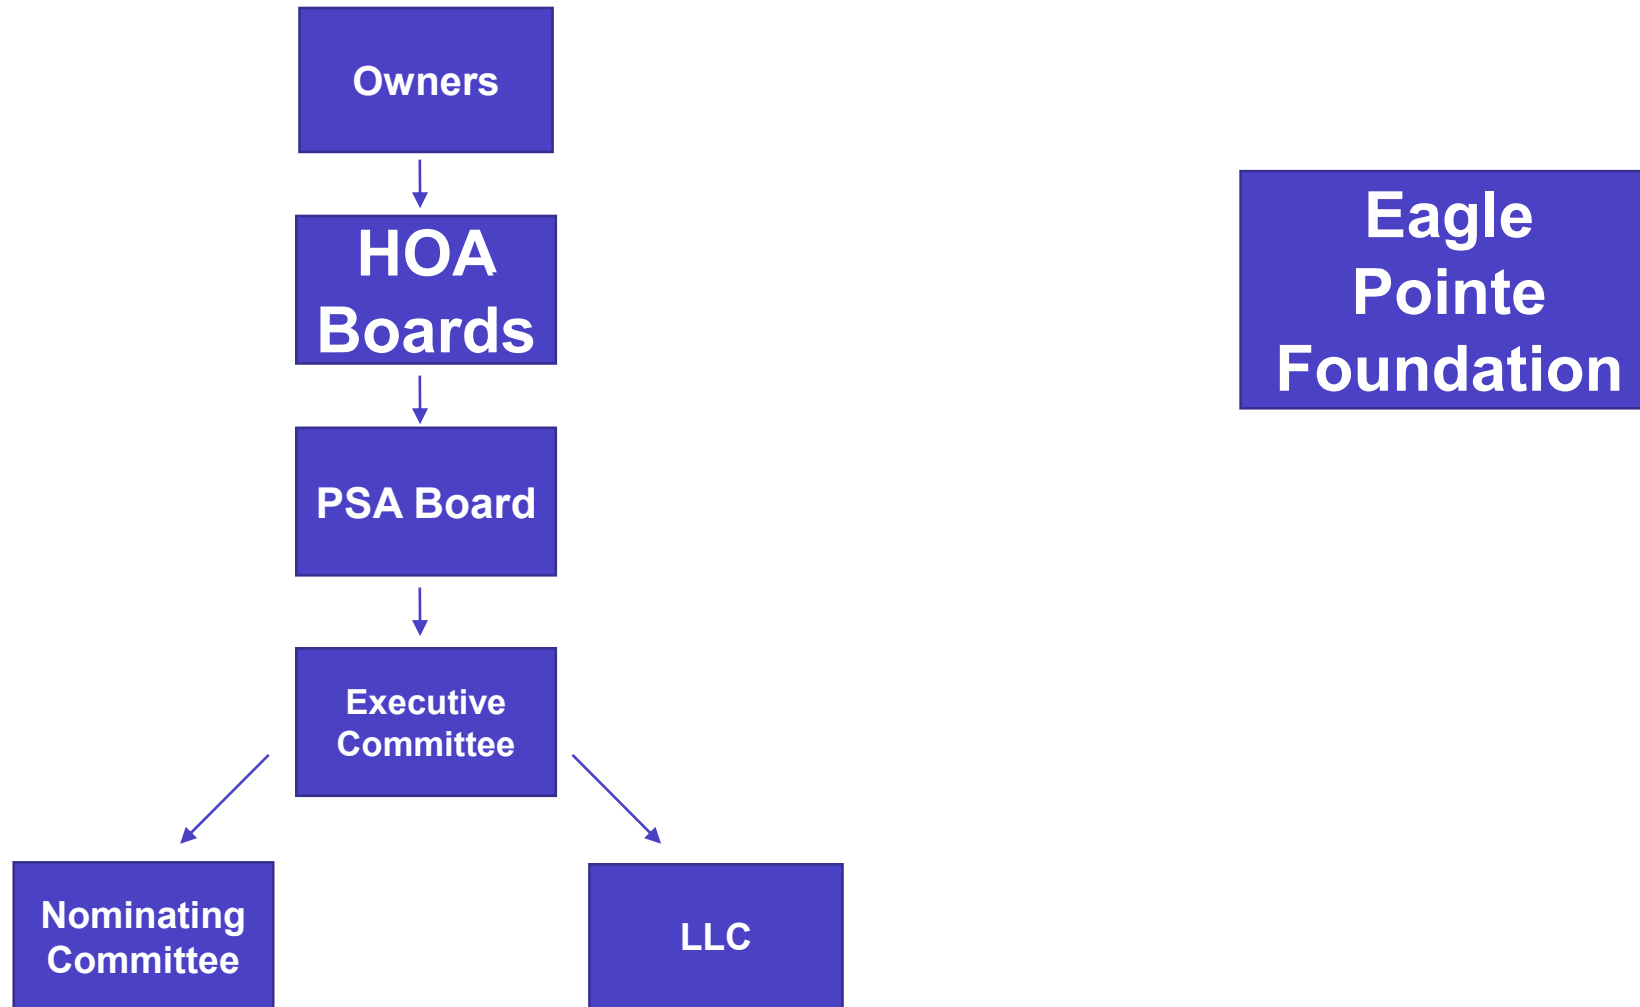 Owners
HOA
Boards
PSA Board
Executive
Committee
Nominating
Committee
LLC
Eagle
Pointe
Foundation